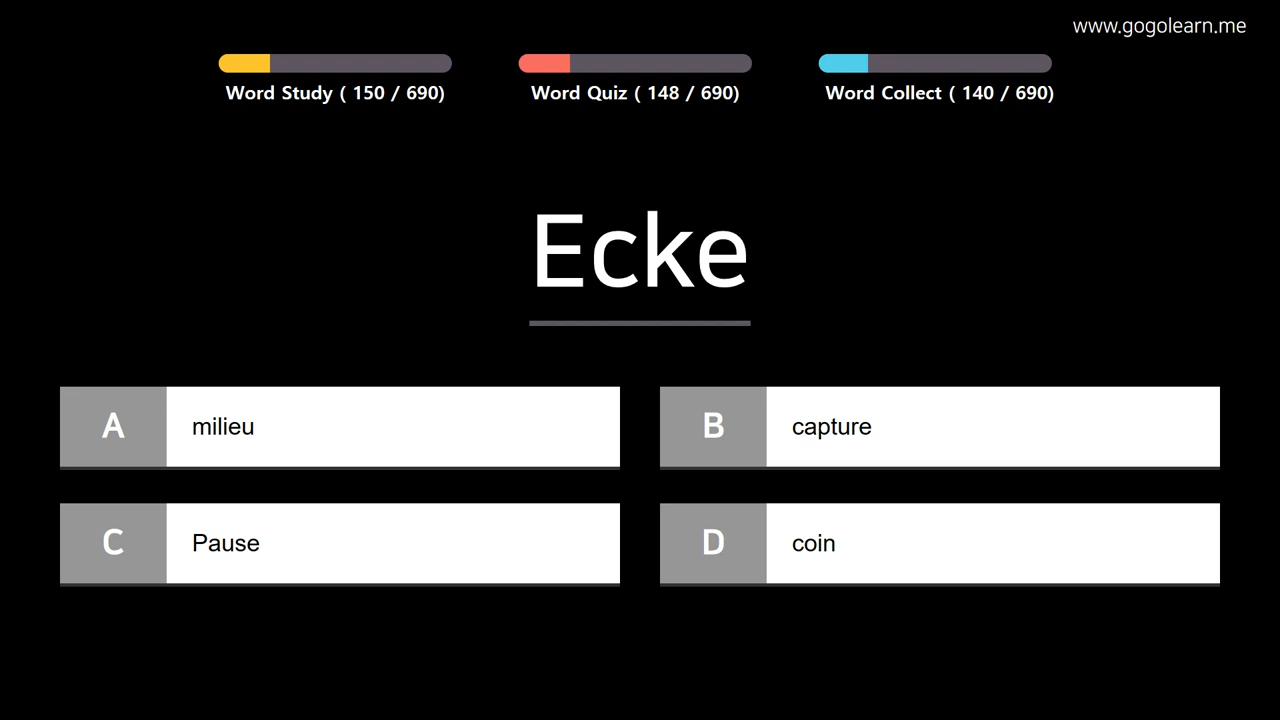 www.gogolearn.me
Word Study ( 150 / 690)
Word Quiz ( 148 / 690)
Word Collect ( 140 / 690)
Ecke
A milieu
B capture
C Pause
D coin